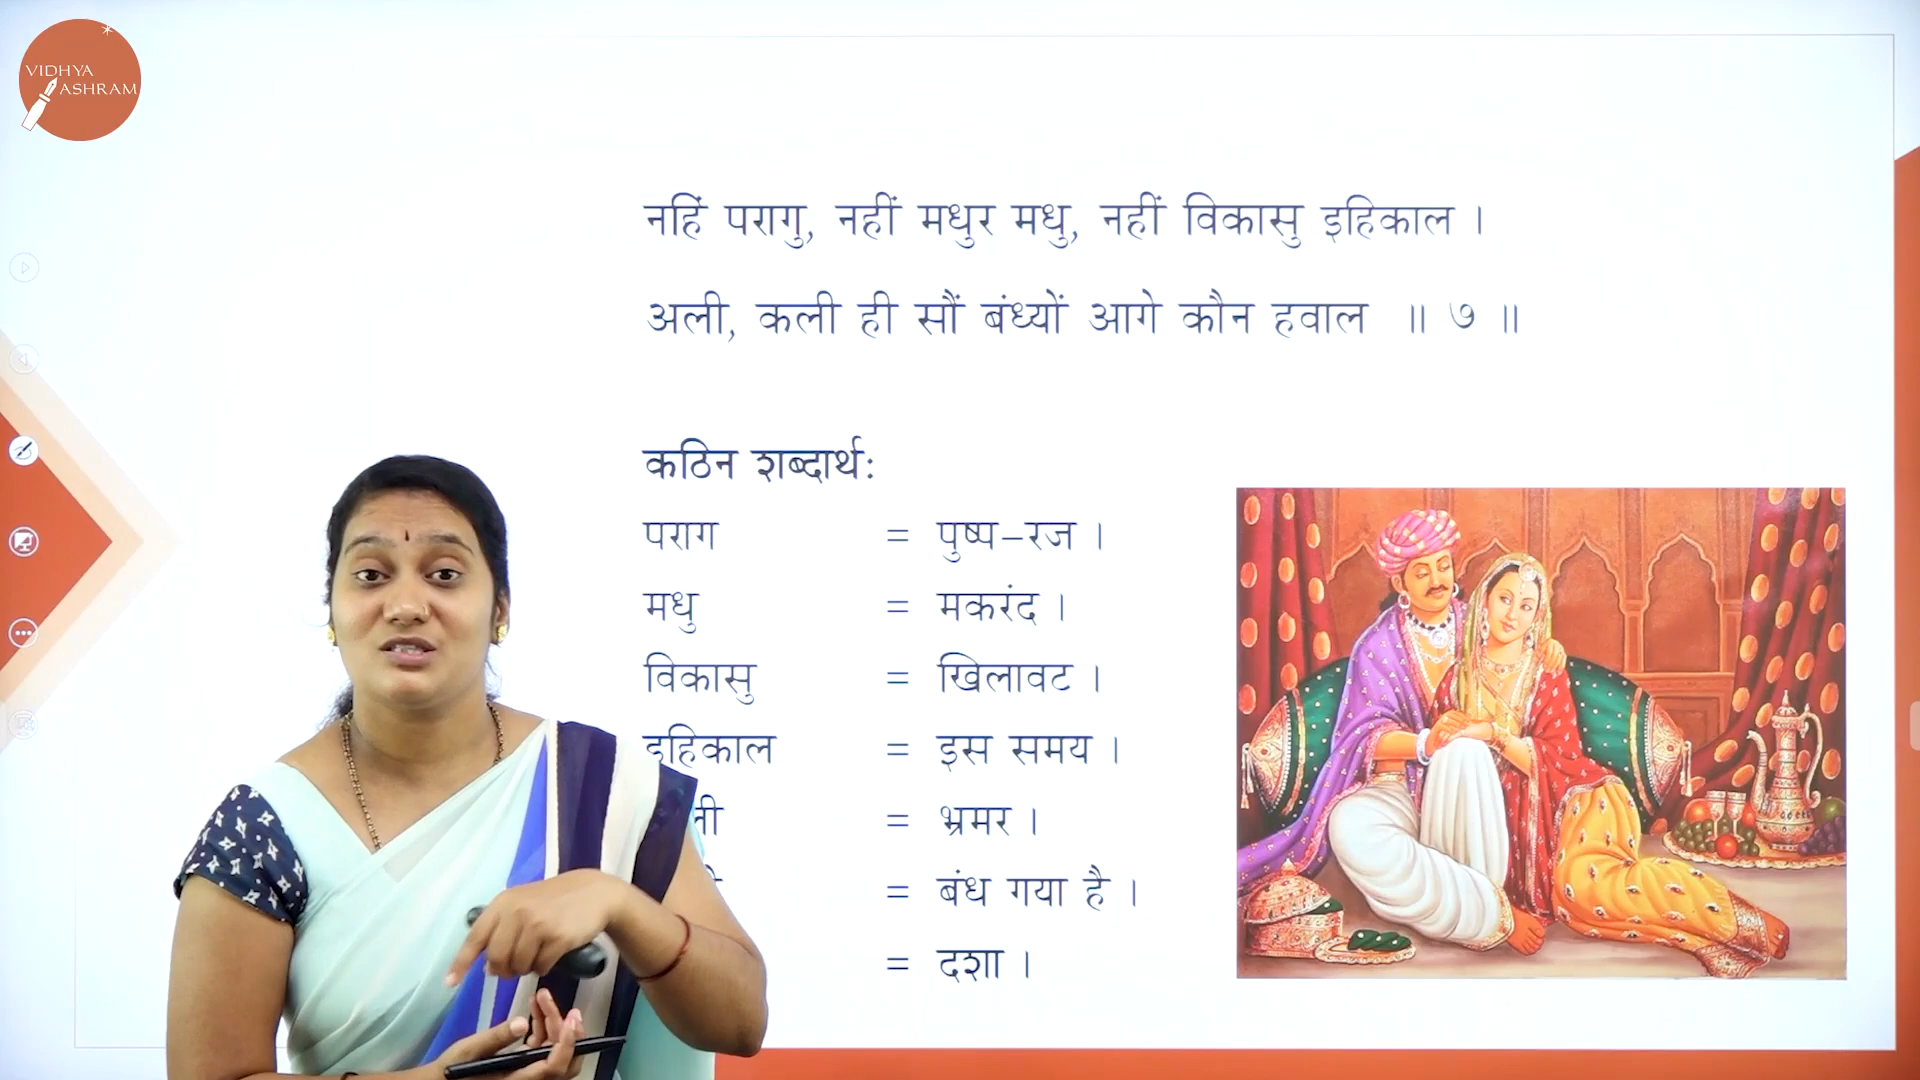 VIDHYA
ASHRAM
नहिं परागु, नहीं मधुर मधु, नहीं विकासु इहिकाल ।
अली, कली ही सौं बंध्यों आगे कौन हवाल ॥ ७ ॥
कठिन शब्दार्थ:
पराग = पुष्प-रज ।
मधु = मकरंद ।
विकासु = खिलावट ।
इहिकाल = इस समय ।
= भ्रमर ।
= बंध गया है ।
= दशा ।